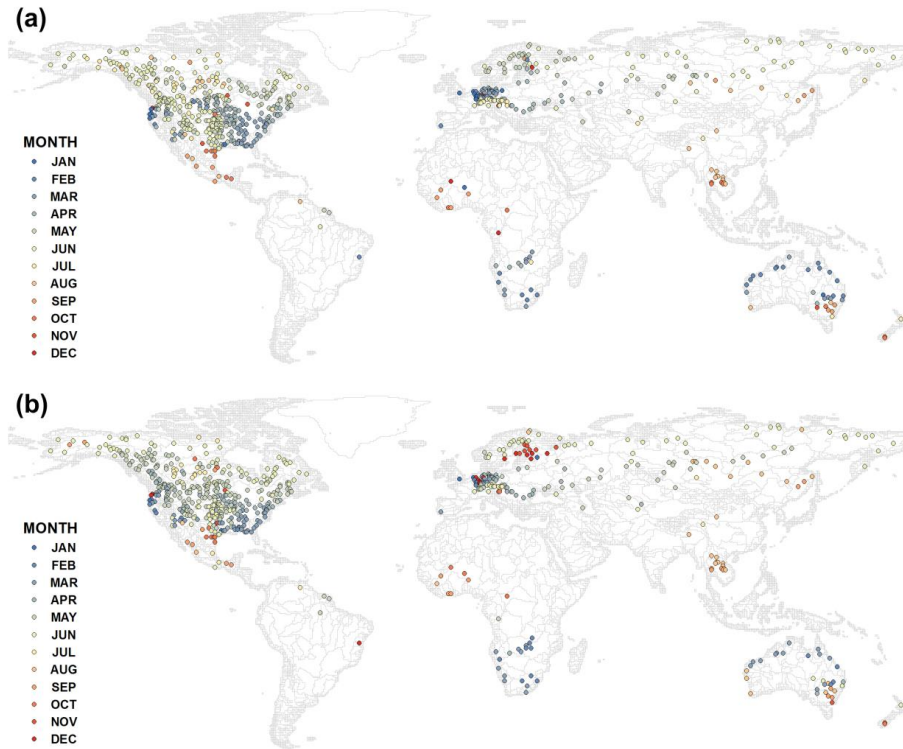 (a)
MONTH
JAN
FEB
MAR
APR
MAY
JUN
JUL
AUG
SEP
OCT
NOV
DEC
(b)
MONTH
JAN
FEB
MAR
APR
MAY
JUN
JUL
AUG
SEP
OCT
NOV
DEC